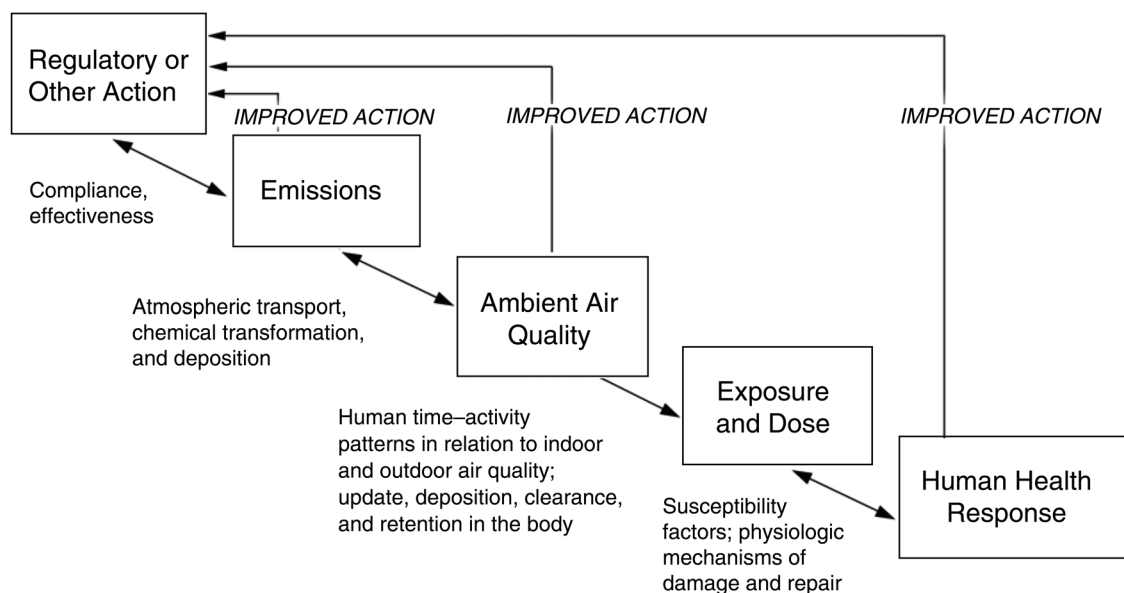 Regulatory or
Other Action
IMPROVED ACTION
IMPROVED ACTION
IMPROVED ACTION
Compliance,
effectiveness
Emissions
Atmospheric transport,
chemical transformation,
and deposition
Ambient Air
Quality
Human time–activity
patterns in relation to indoor
and outdoor air quality;
update, deposition, clearance,
and retention in the body
Exposure
and Dose
Susceptibility
factors; physiologic
mechanisms of
damage and repair
Human Health
Response